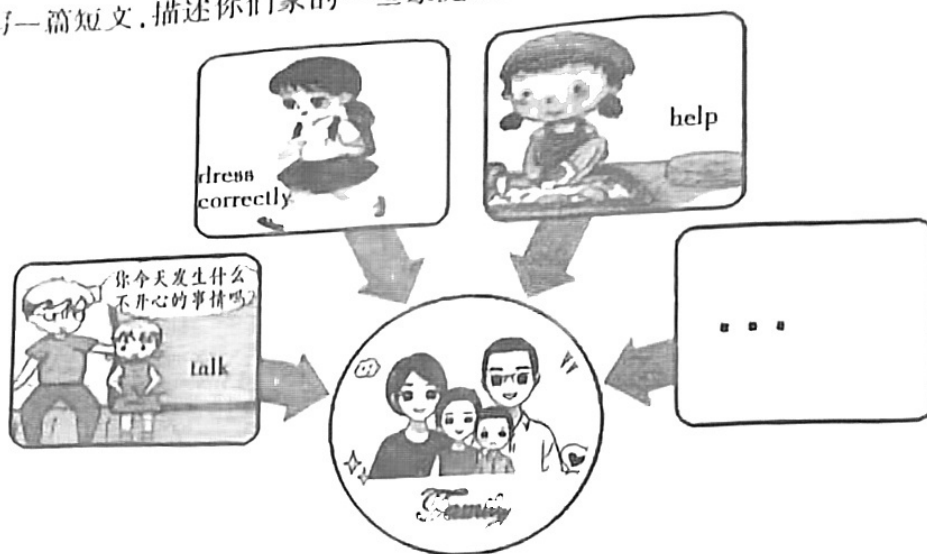 一篇短文,描述你们家的一
dress
correctly
help
你今天发生什么
不开心的事情吗?
talk
...
Family